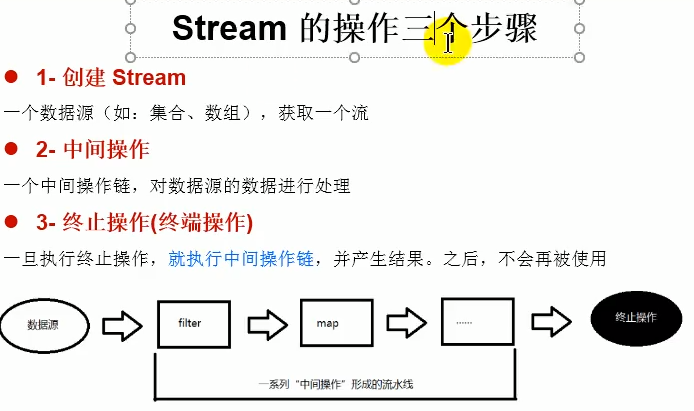 Stream 的操作三个步骤
1- 创建 Stream
一个数据源（如：集合、数组），获取一个流
2- 中间操作
一个中间操作链，对数据源的数据进行处理
3- 终止操作(终端操作)
一旦执行终止操作，就执行中间操作链，并产生结果。之后，不会再被使用
数据源
filter
map
......
终止操作
一系列“中间操作”形成的流水线